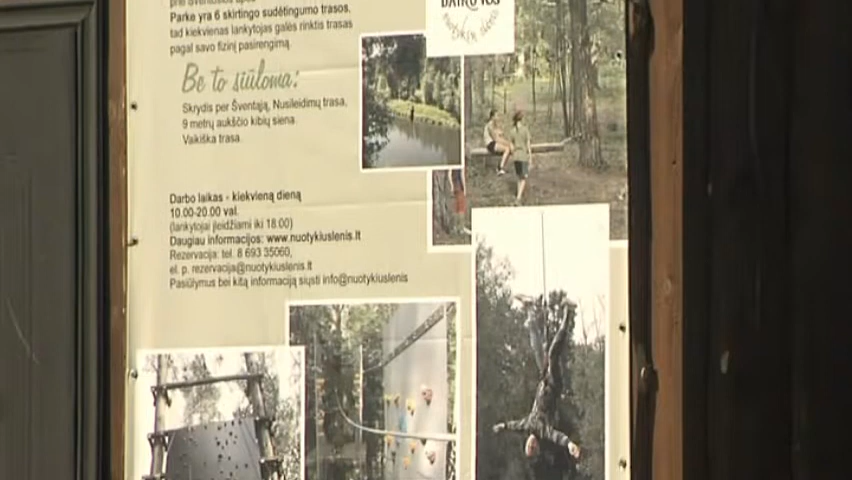 Parke yra 6 skirtingo sudėtingumo trasos,
tad kiekvienas lankytojas galės rinktis trasas
pagal savo fizinį pasirengimą.
Be to siūloma:
Skrydis per Šventąją, Nusileidimų trasa,
9 metrų aukščio kibių siena.
Vaikiška trasa.
Darbo laikas - kiekvieną dieną
10.00-20.00 val.
(lankytojai įleidžiami iki 18.00)
Daugiau informacijos: www.nuotykiuslenis.lt
Rezervacija: tel. 8 693 35060,
el. p. rezervacija@nuotykiuslenis.lt
Pasiūlymus bei kitą informaciją siųsti info@nuotykiuslenis